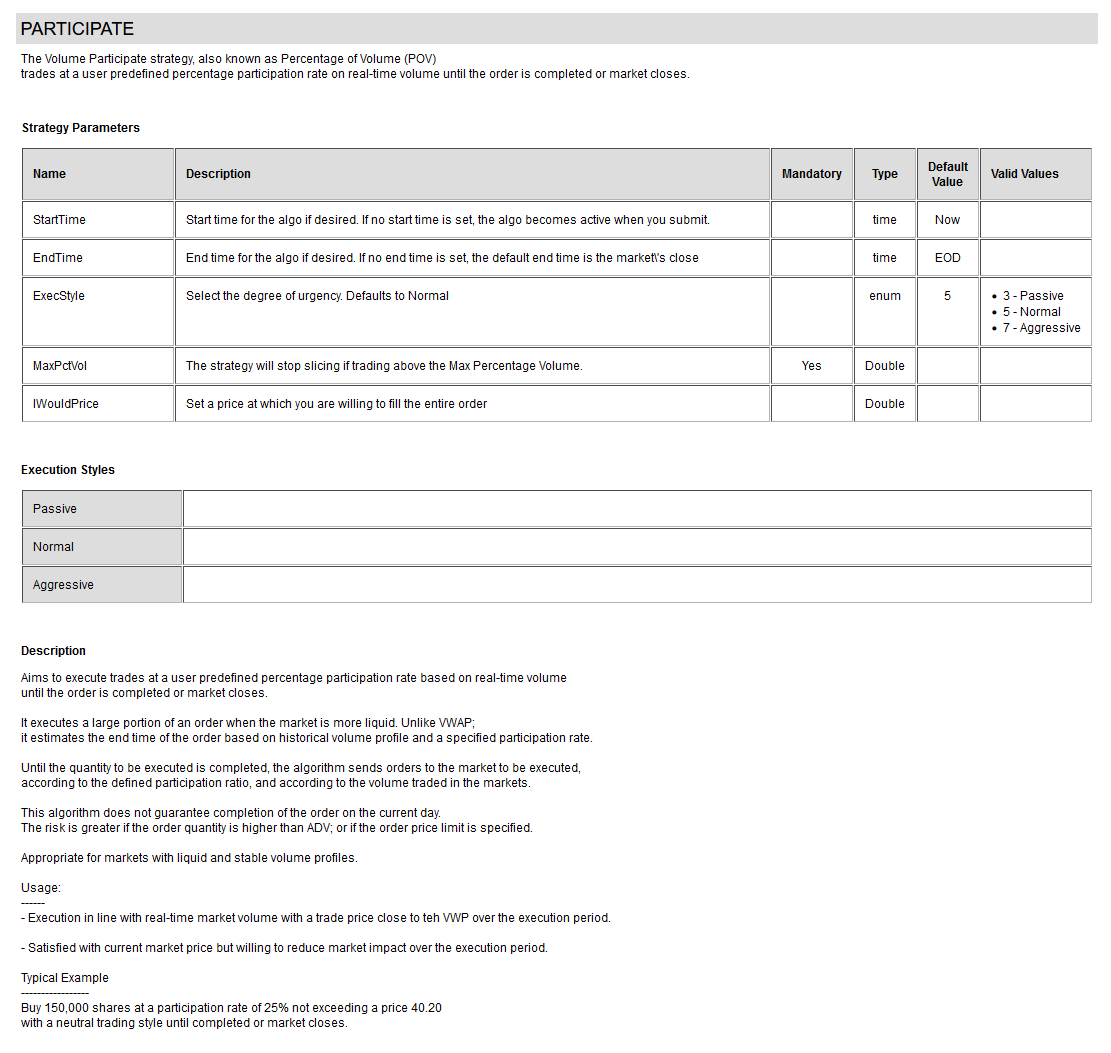 PARTICIPATE
The Volume Participate strategy, also known as Percentage of Volume (POV)
trades at a user predefined percentage participation rate on real-time volume until the order is completed or market closes.
Strategy Parameters
Name Description Mandatory Type Default Value Valid Values
StartTime Start time for the algo if desired. If no start time is set, the algo becomes active when you submit. time Now
EndTime End time for the algo if desired. If no end time is set, the default end time is the market\'s close time EOD
ExecStyle Select the degree of urgency. Defaults to Normal enum 5 • 3 - Passive
• 5 - Normal
• 7 - Aggressive
MaxPctVol The strategy will stop slicing if trading above the Max Percentage Volume. Yes Double
IWouldPrice Set a price at which you are willing to fill the entire order Double
Execution Styles
Passive
Normal
Aggressive
Description
Aims to execute trades at a user predefined percentage participation rate based on real-time volume
until the order is completed or market closes.
It executes a large portion of an order when the market is more liquid. Unlike VWAP;
it estimates the end time of the order based on historical volume profile and a specified participation rate.
Until the quantity to be executed is completed, the algorithm sends orders to the market to be executed,
according to the defined participation ratio, and according to the volume traded in the markets.
This algorithm does not guarantee completion of the order on the current day.
The risk is greater if the order quantity is higher than ADV; or if the order price limit is specified.
Appropriate for markets with liquid and stable volume profiles.
Usage:
------
- Execution in line with real-time market volume with a trade price close to teh VWP over the execution period.
- Satisfied with current market price but willing to reduce market impact over the execution period.
Typical Example
-----------------
Buy 150,000 shares at a participation rate of 25% not exceeding a price 40.20
with a neutral trading style until completed or market closes.